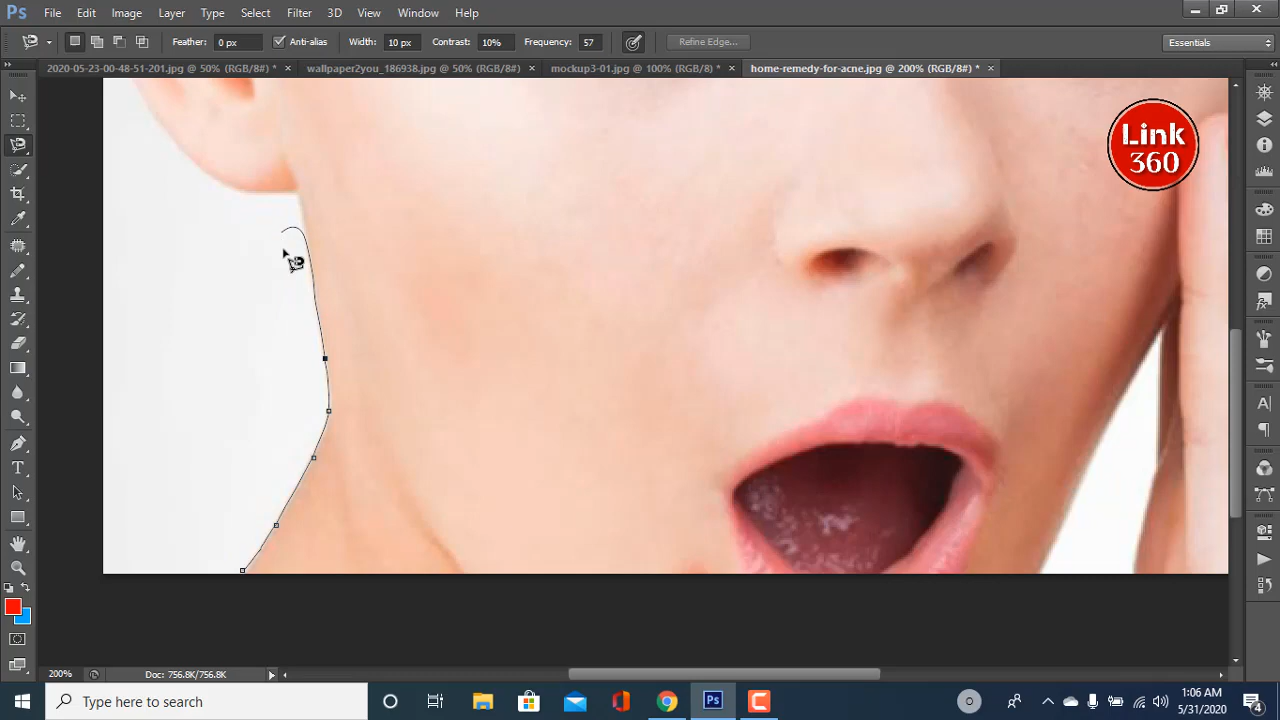 Ps File Edit Image Layer Type Select Filter 3D View Window Help
Feather: 0 px Anti-alias Width: 10 px Contrast: 10% Frequency: 57 Refine Edge... Essentials
2020-05-23-00-48-51-201.jpg @ 50% (RGB/8#) * wallpaper2you_186938.jpg @ 50% (RGB/8#) mockup3-01.jpg @ 100% (RGB/8) * home-remedy-for-acne.jpg @ 200% (RGB/8#) *
Link
360
200% Doc: 756.8K/756.8K
Type here to search
Ps
1:06 AM
5/31/2020
4